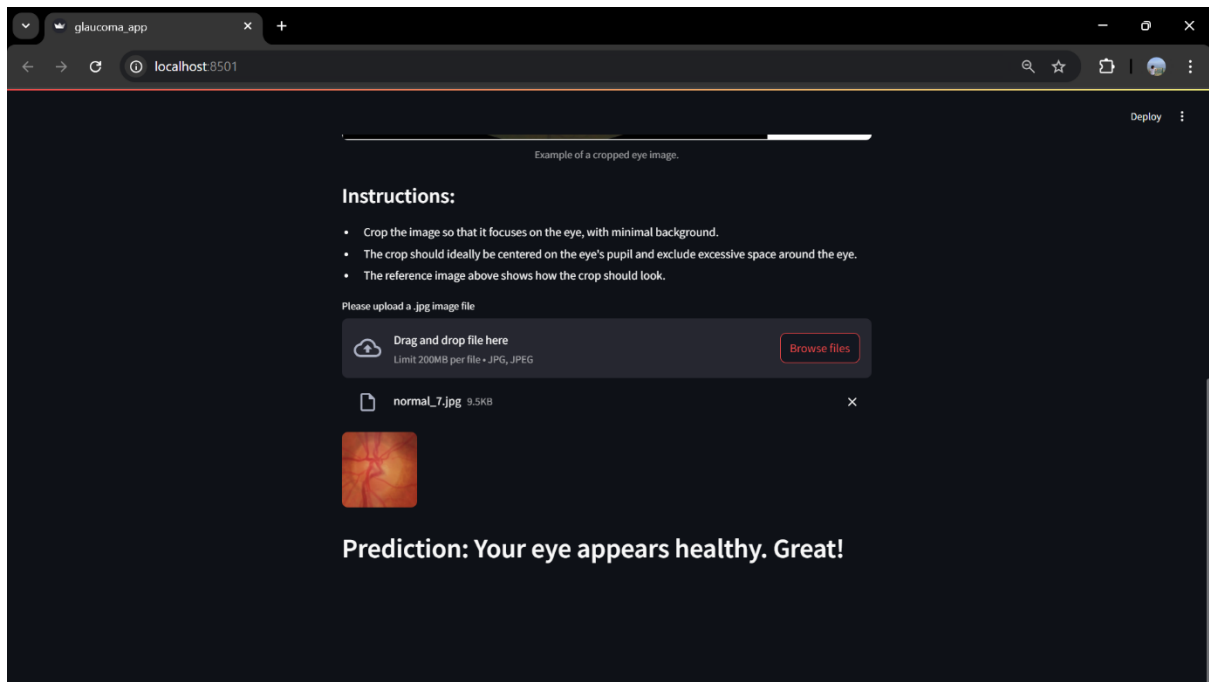 glaucoma_app
localhost:8501
Deploy
Example of a cropped eye image.
Instructions:
• Crop the image so that it focuses on the eye, with minimal background.
• The crop should ideally be centered on the eye's pupil and exclude excessive space around the eye.
• The reference image above shows how the crop should look.
Please upload a .jpg image file
Drag and drop file here
Limit 200MB per file • JPG, JPEG
Browse files
normal_7.jpg 9.5KB
Prediction: Your eye appears healthy. Great!